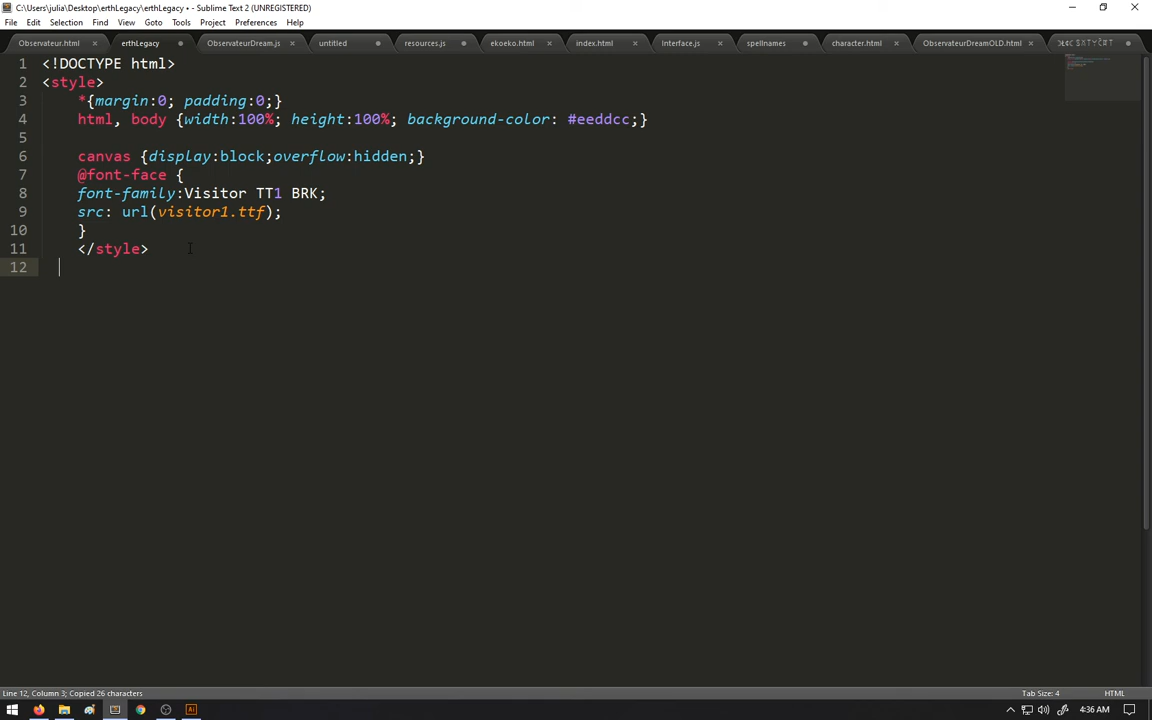 C:\Users\julia\Desktop\erthLegacy\erthLegacy • - Sublime Text 2 (UNREGISTERED)
File Edit Selection Find View Goto Tools Project Preferences Help
Observateur.html erthLegacy ObservateurDream.js untitled resources.js ekoeko.html index.html Interface.js spellnames character.html ObservateurDreamOLD.html
1 <!DOCTYPE html>
2 <style>
3 *{margin:0; padding:0;}
4 html, body {width:100%; height:100%; background-color: #eeddcc;}
5
6 canvas {display:block;overflow:hidden;}
7 @font-face {
8 font-family:Visitor TT1 BRK;
9 src: url(visitor1.ttf);
10 }
11 </style>
12
Line 12, Column 3; Copied 26 characters Tab Size: 4 HTML
4:36 AM